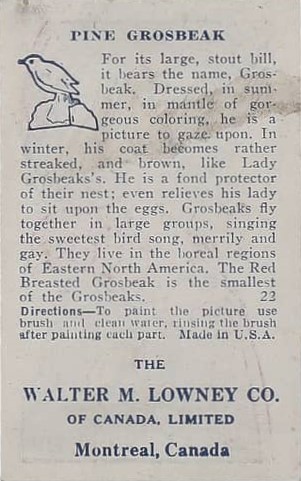 PINE GROSBEAK
For its large, stout bill,
it bears the name, Gros-
beak. Dressed, in sum-
mer, in mantle of gor-
geous coloring, he is a
picture to gaze upon. In
winter, his coat becomes rather
streaked, and brown, like Lady
Grosbeaks's. He is a fond protector
of their nest; even relieves his lady
to sit upon the eggs. Grosbeaks fly
together in large groups, singing
the sweetest bird song, merrily and
gay. They live in the boreal regions
of Eastern North America. The Red
Breasted Grosbeak is the smallest
of the Grosbeaks. 22
Directions—To paint the picture use
brush and clean water, rinsing the brush
after painting each part. Made in U.S.A.
THE
WALTER M. LOWNEY CO.
OF CANADA, LIMITED
Montreal, Canada